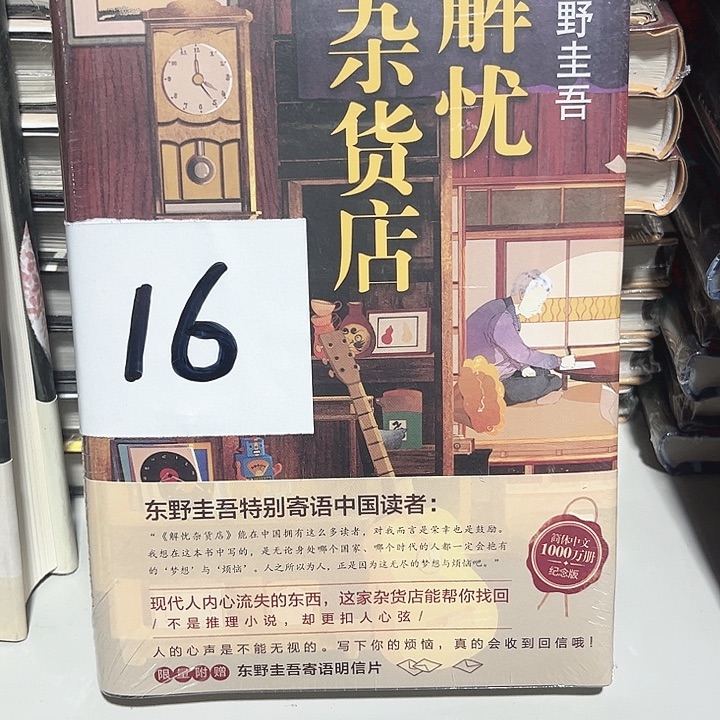 解忧
杂货店
野圭吾
16
东野圭吾特别寄语中国读者：
“《解忧杂货店》能在中国拥有这么多读者，对我而言是荣幸也是鼓励。
我想在这本书中写的，是无论身处哪个国家、哪个时代的人都一定会抱有
的‘梦想’与‘烦恼’。人之所以为人，正是因为这无尽的梦想与烦恼吧。”
现代人内心流失的东西，这家杂货店能帮你找回
/ 不是推理小说，却更扣人心弦 /
人的心声是不能无视的。写下你的烦恼，真的会收到回信哦！
限量附赠 东野圭吾寄语明信片
简体中文
1000万册
纪念版